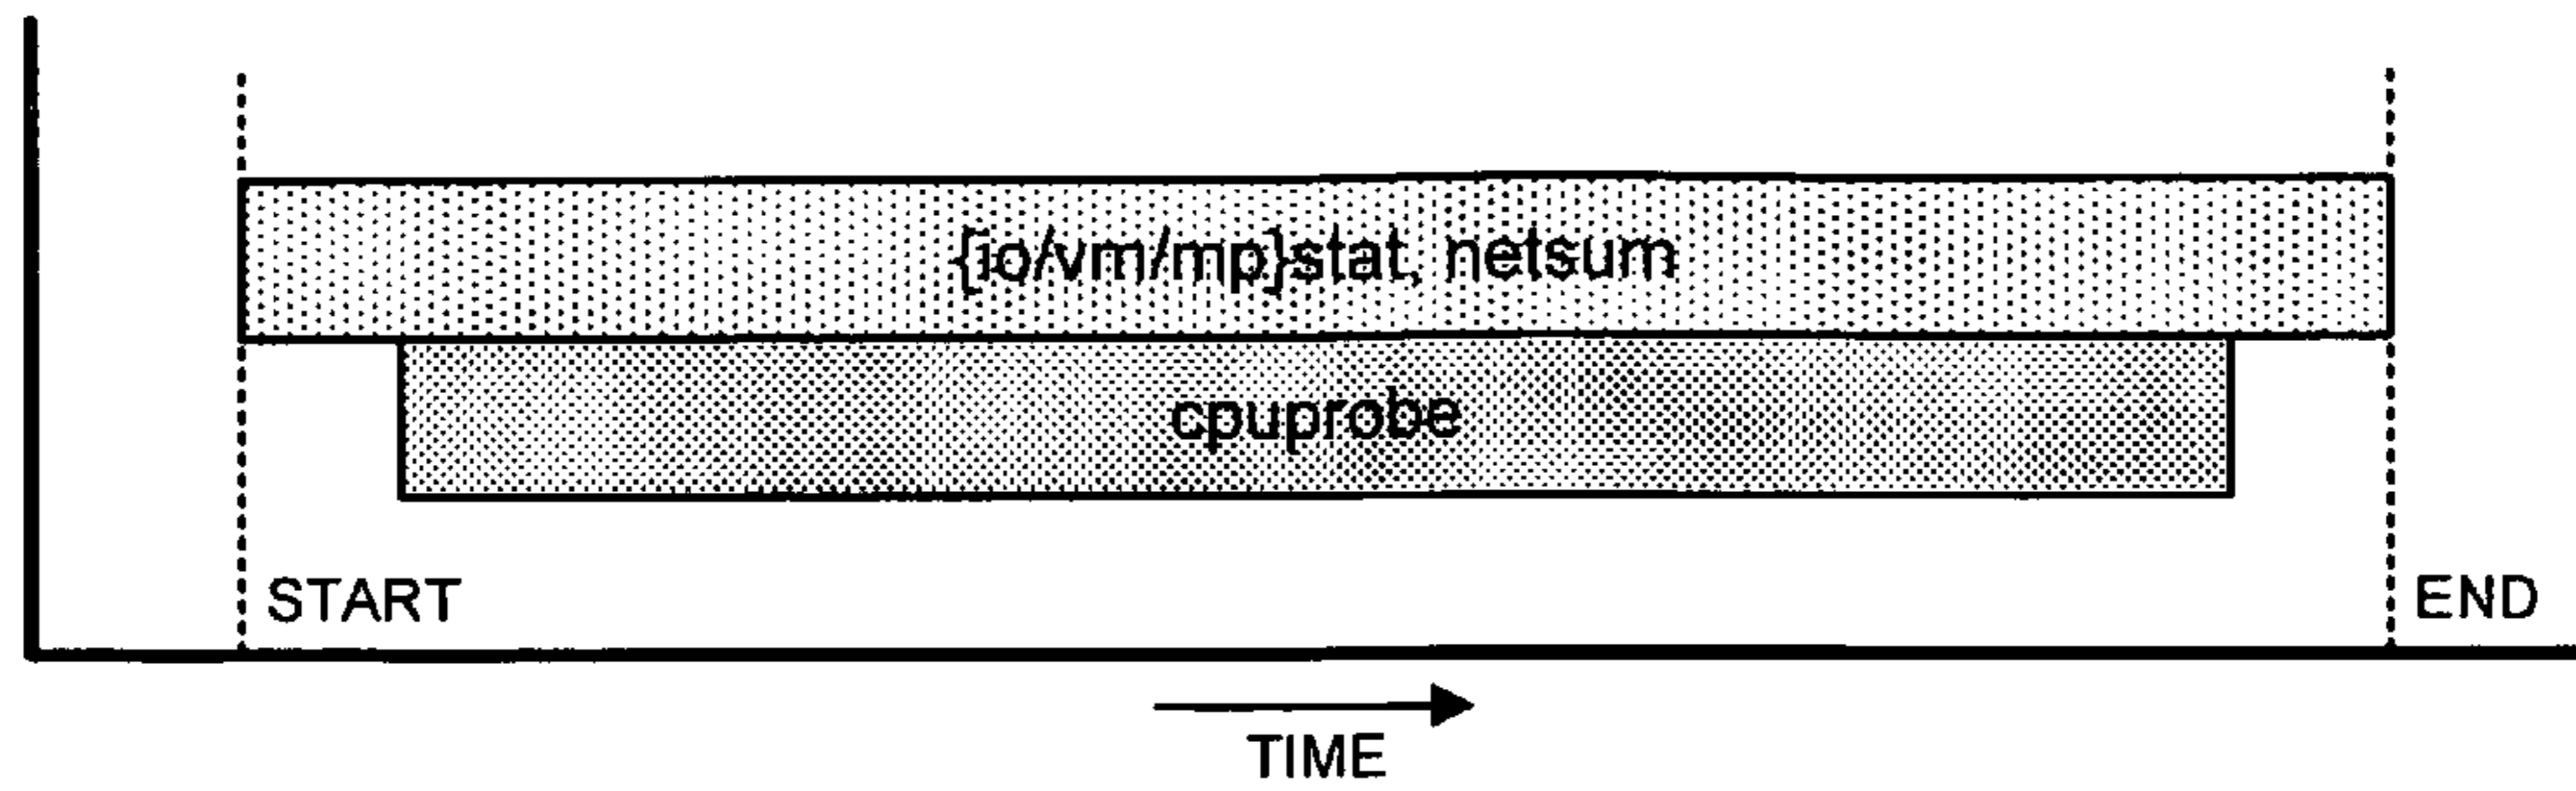 {io/vm/mp}stat, netsum
cpuprobe
START
END
TIME